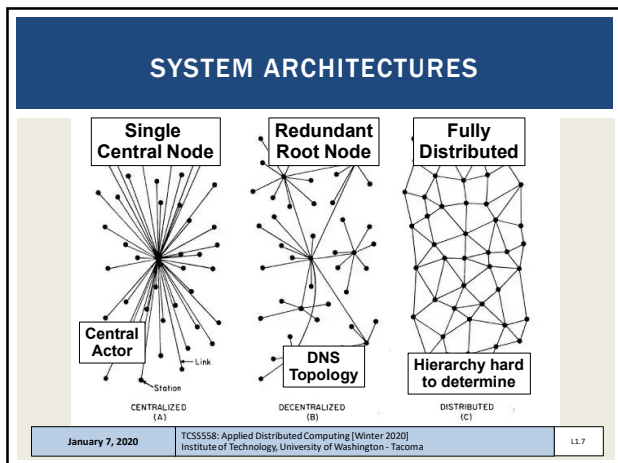 SYSTEM ARCHITECTURES
Single
Central Node
Redundant
Root Node
Fully
Distributed
Central
Actor
Link
Station
DNS
Topology
Hierarchy hard
to determine
CENTRALIZED
(A)
DECENTRALIZED
(B)
DISTRIBUTED
(C)
January 7, 2020
TCSS558: Applied Distributed Computing [Winter 2020]
Institute of Technology, University of Washington - Tacoma
L1.7